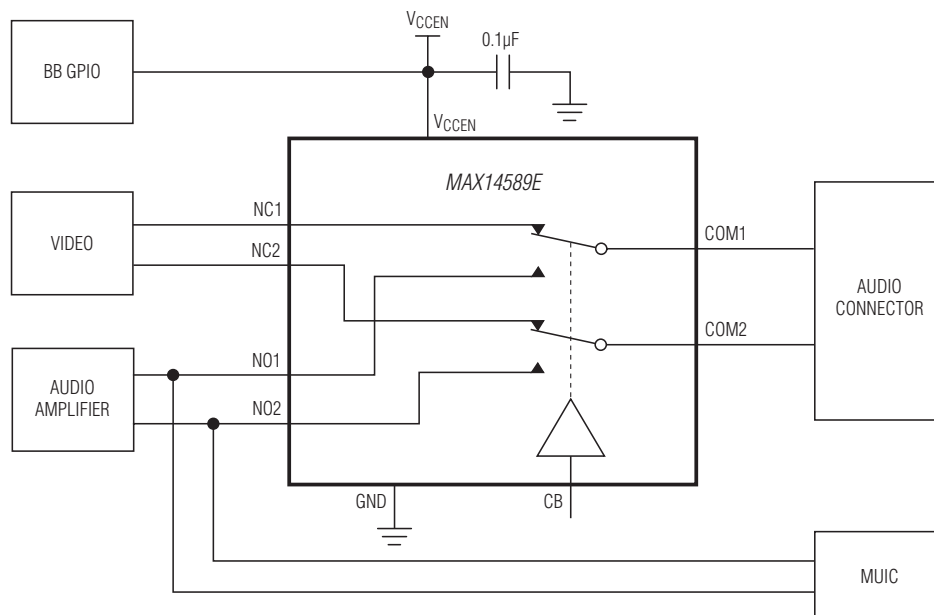 VCCEN
0.1µF
BB GPIO
VCCEN
MAX14589E
NC1
VIDEO
NC2
COM1
AUDIO
CONNECTOR
COM2
AUDIO
AMPLIFIER
NO1
NO2
GND
CB
MUIC